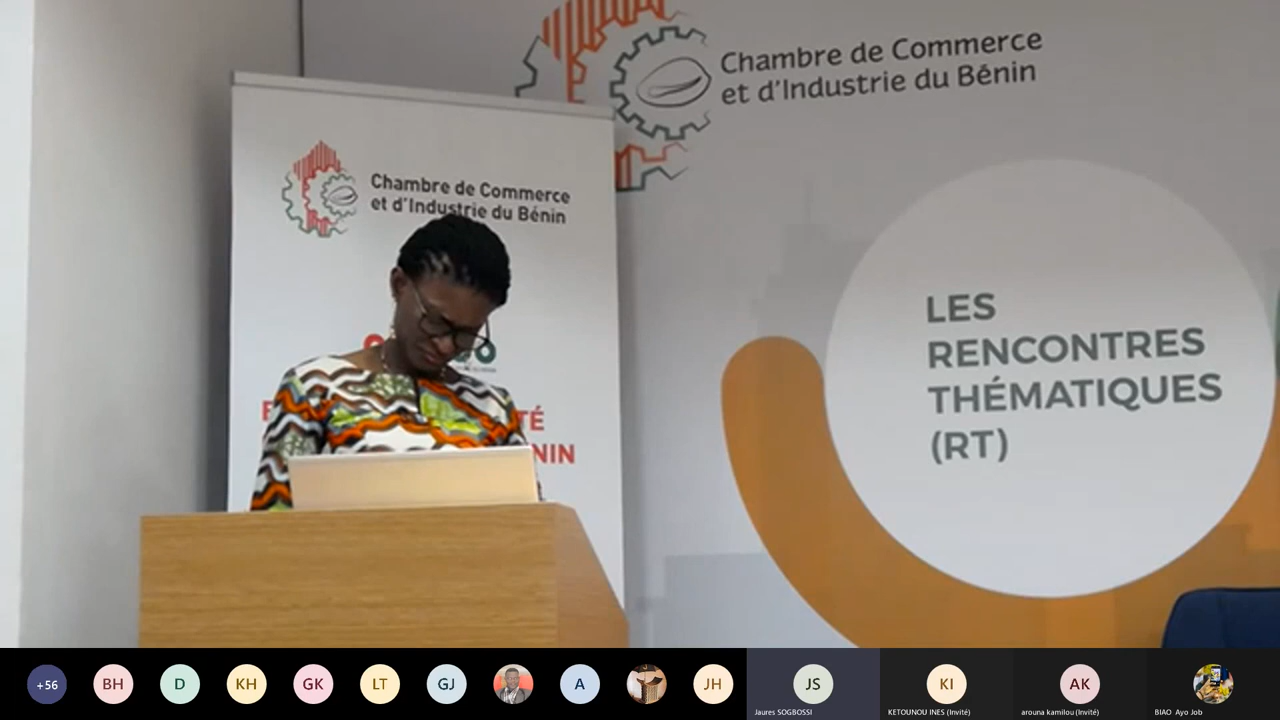 Chambre de Commerce
et d'Industrie du Bénin
Chambre de Commerce
et d'Industrie du Bénin
TÉ
NIN
LES
RENCONTRES
THÉMATIQUES
(RT)
+56
BH
D
KH
GK
LT
GJ
A
JH
JS
KI
AK
Jaures SOGBOSSI
KETOUNOU INES (Invité)
arouna kamilou (Invité)
BIAO Ayo Job